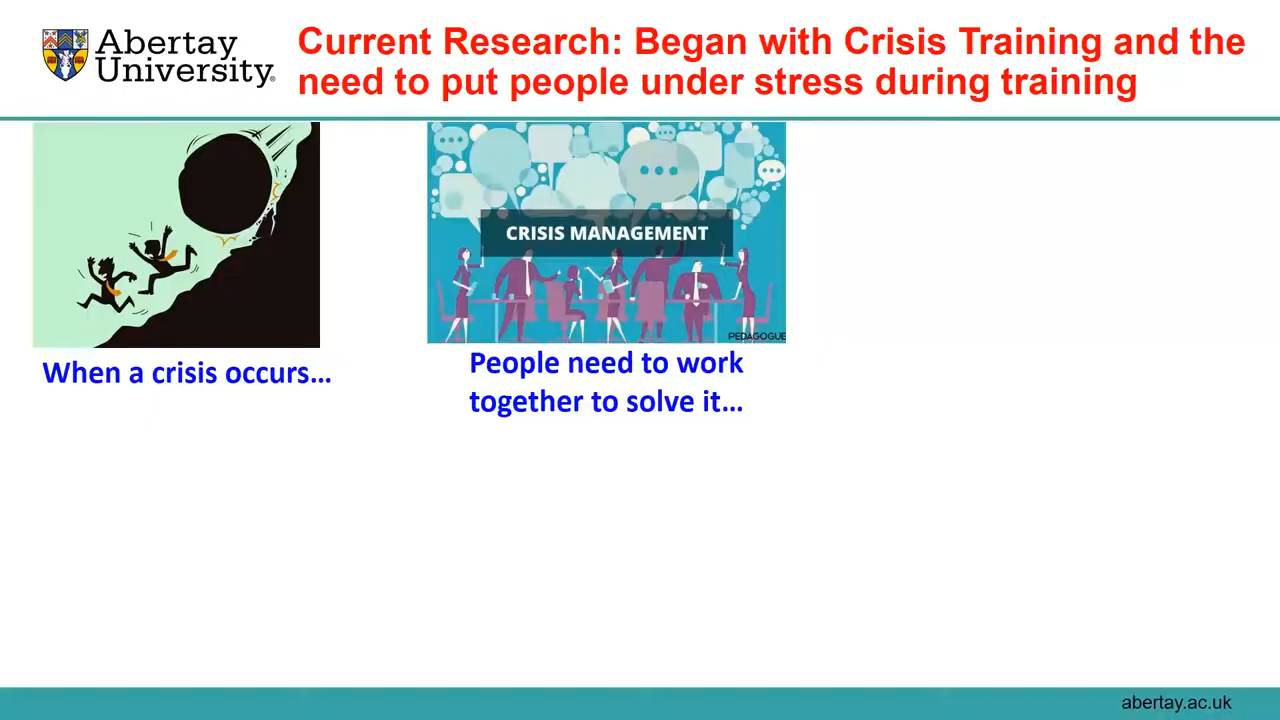 Abertay
University
Current Research: Began with Crisis Training and the
need to put people under stress during training
CRISIS MANAGEMENT
PEDAGOGUE
When a crisis occurs...
People need to work
together to solve it...
abertay.ac.uk